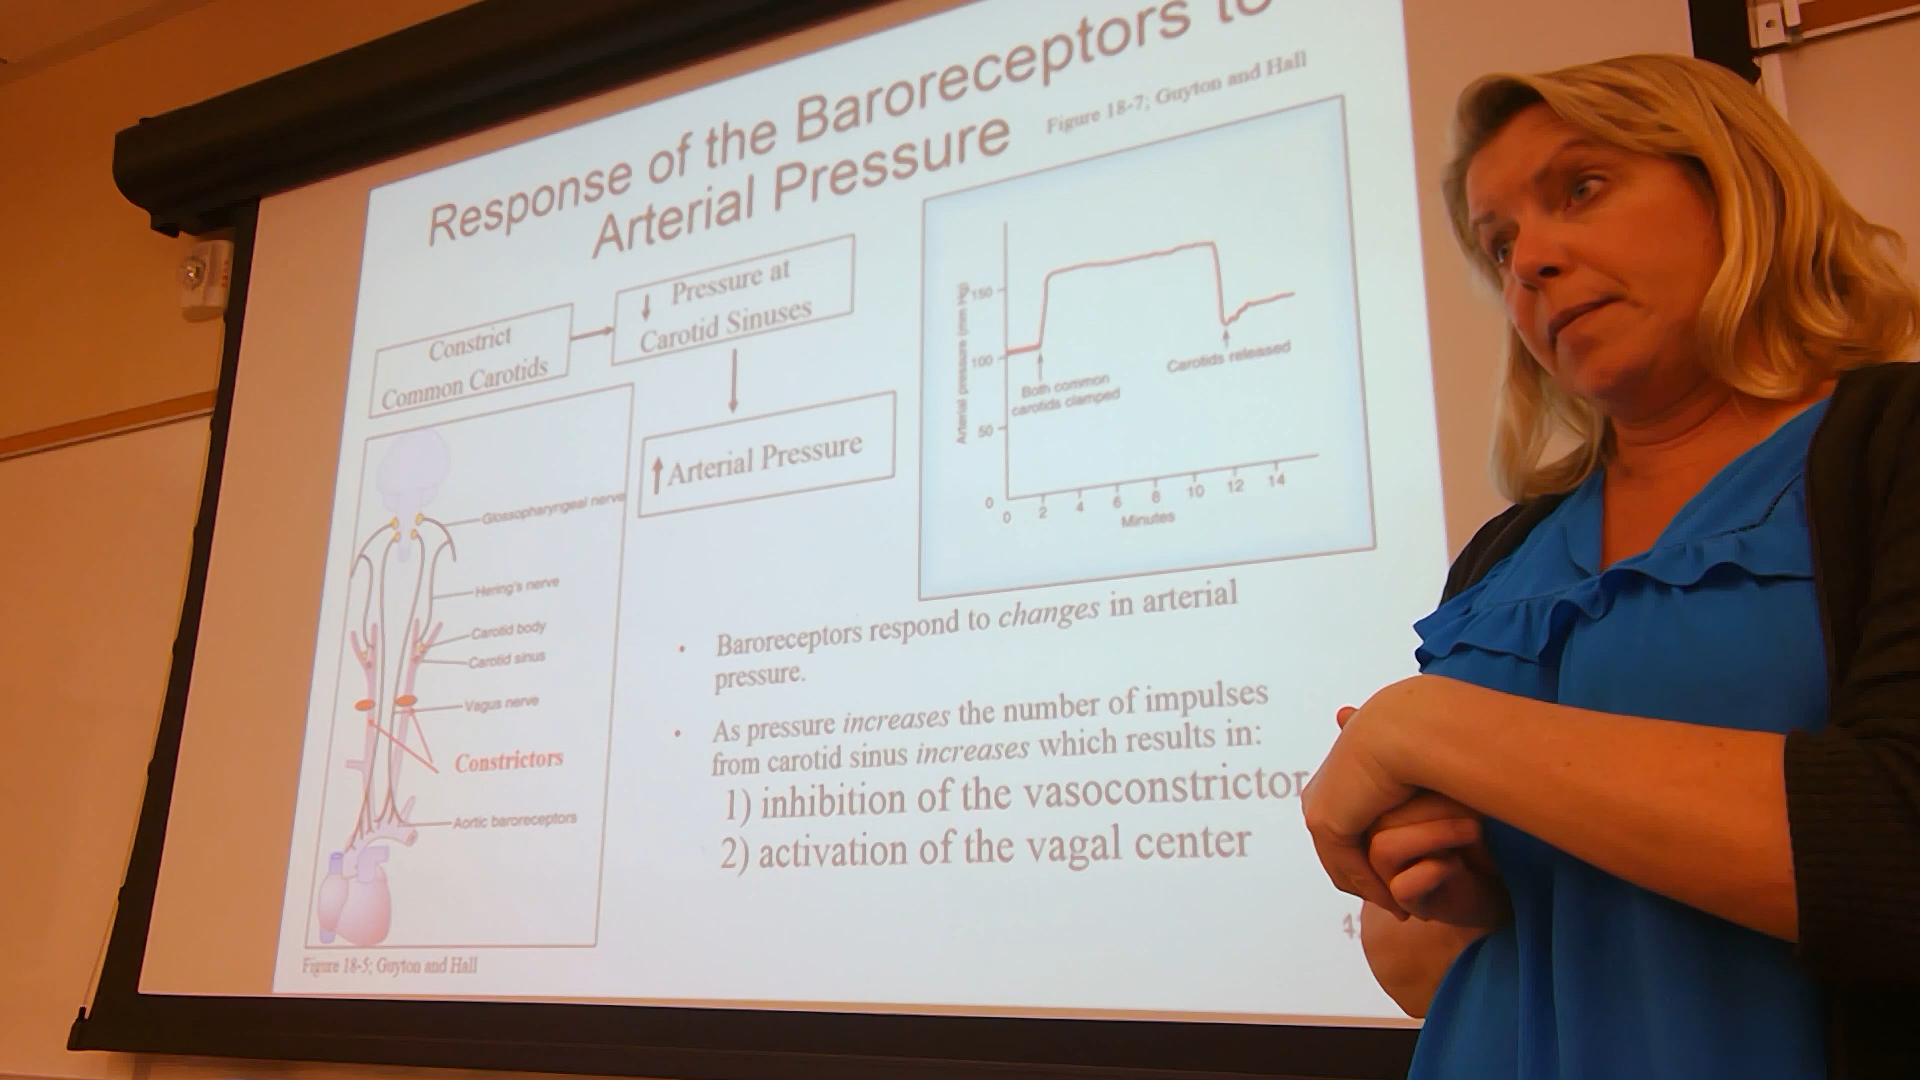 Response of the Baroreceptors to
Arterial Pressure
Figure 18-7; Guyton and Hall
Constrict
Common Carotids
↓ Pressure at
Carotid Sinuses
↑ Arterial Pressure
Arterial pressure (mm Hg)
150
100
50
0
Both common
carotids clamped
Carotids released
0 2 4 6 8 10 12 14
Minutes
Glossopharyngeal nerve
Hering's nerve
Carotid body
Carotid sinus
Vagus nerve
Constrictors
Aortic baroreceptors
Figure 18-5; Guyton and Hall
• Baroreceptors respond to changes in arterial
pressure.
• As pressure increases the number of impulses
from carotid sinus increases which results in:
1) inhibition of the vasoconstrictor
2) activation of the vagal center